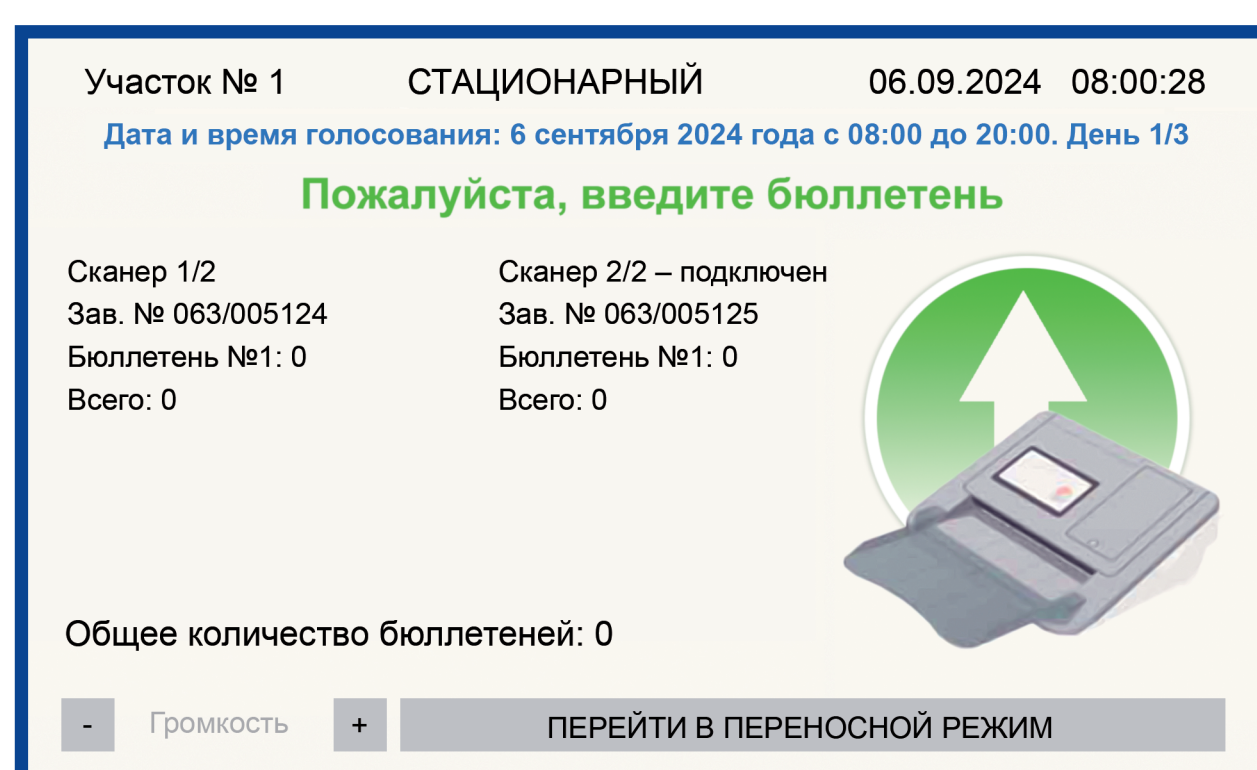 Участок № 1 СТАЦИОНАРНЫЙ 06.09.2024 08:00:28
Дата и время голосования: 6 сентября 2024 года с 08:00 до 20:00. День 1/3
Пожалуйста, введите бюллетень
Сканер 1/2
Зав. № 063/005124
Бюллетень №1: 0
Всего: 0
Сканер 2/2 – подключен
Зав. № 063/005125
Бюллетень №1: 0
Всего: 0
Общее количество бюллетеней: 0
- Громкость + ПЕРЕЙТИ В ПЕРЕНОСНОЙ РЕЖИМ